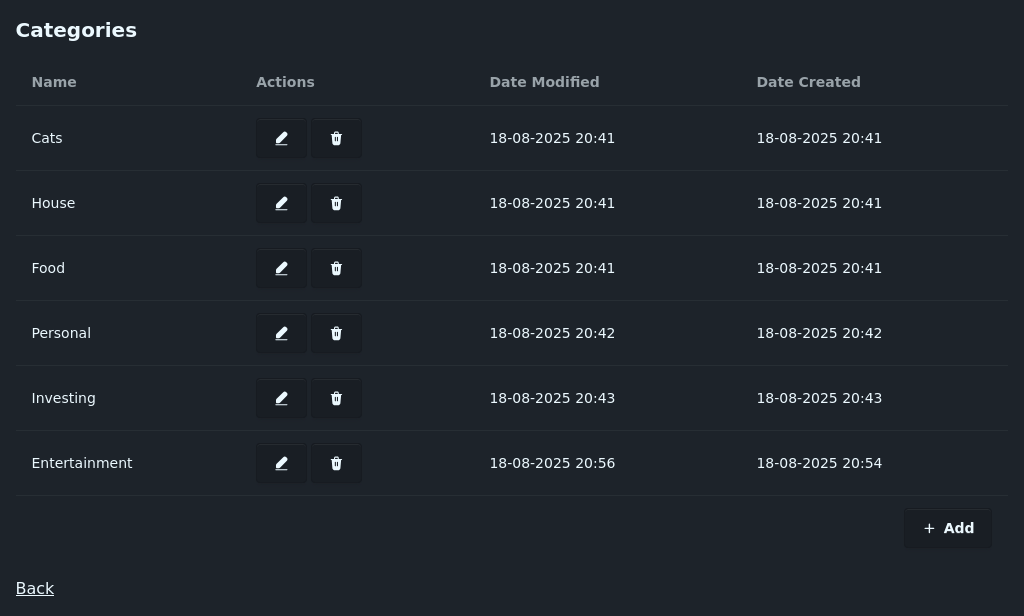 Categories
Name Actions Date Modified Date Created
Cats 18-08-2025 20:41 18-08-2025 20:41
House 18-08-2025 20:41 18-08-2025 20:41
Food 18-08-2025 20:41 18-08-2025 20:41
Personal 18-08-2025 20:42 18-08-2025 20:42
Investing 18-08-2025 20:43 18-08-2025 20:43
Entertainment 18-08-2025 20:56 18-08-2025 20:54
+ Add
Back